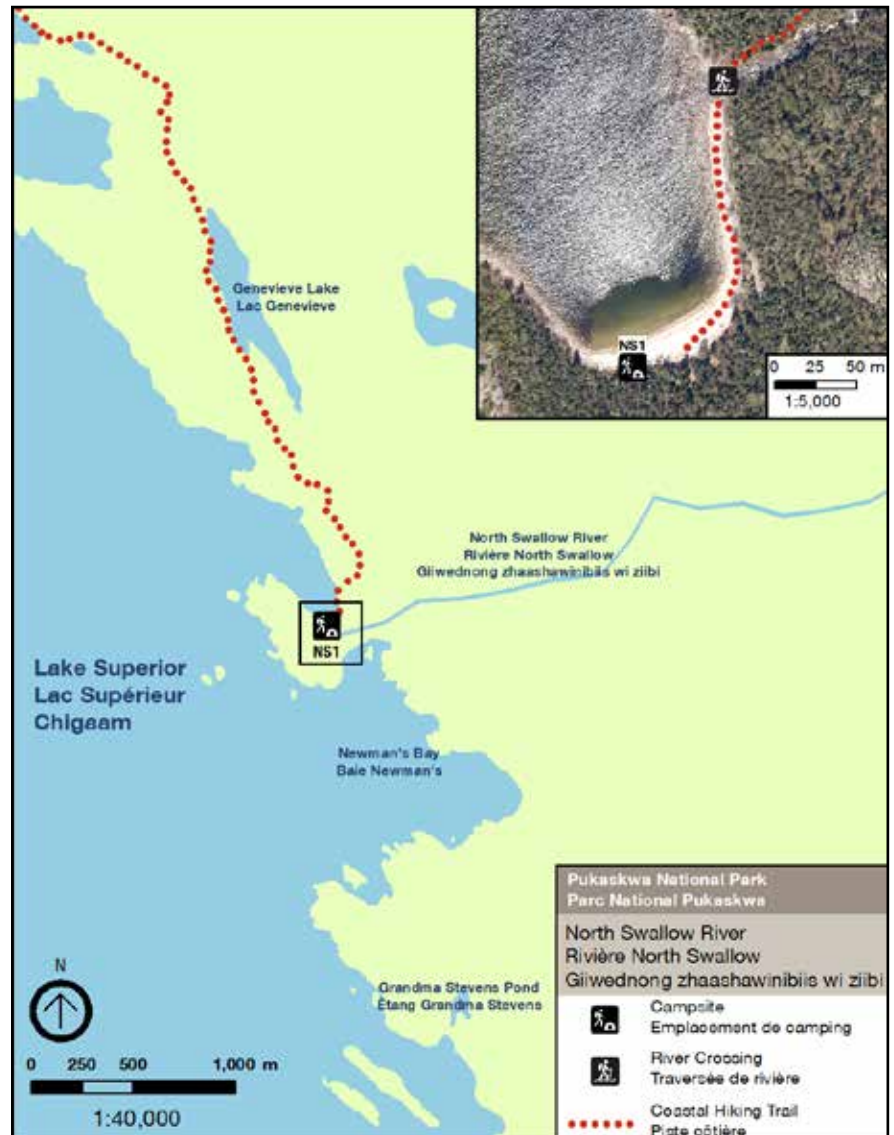 Genevieve Lake
Lac Genevieve
NS1
0 25 50 m
1:5,000
North Swallow River
Rivière North Swallow
Giiwednong zhaashawinibiis wi ziibi
NS1
Lake Superior
Lac Supérieur
Chigaam
Newman's Bay
Baie Newman's
Grandma Stevens Pond
Étang Grandma Stevens
N
0 250 500 1,000 m
1:40,000
Pukaskwa National Park
Parc National Pukaskwa
North Swallow River
Rivière North Swallow
Giiwednong zhaashawinibiis wi ziibi
Campsite
Emplacement de camping
River Crossing
Traversée de rivière
Coastal Hiking Trail
Piste côtière